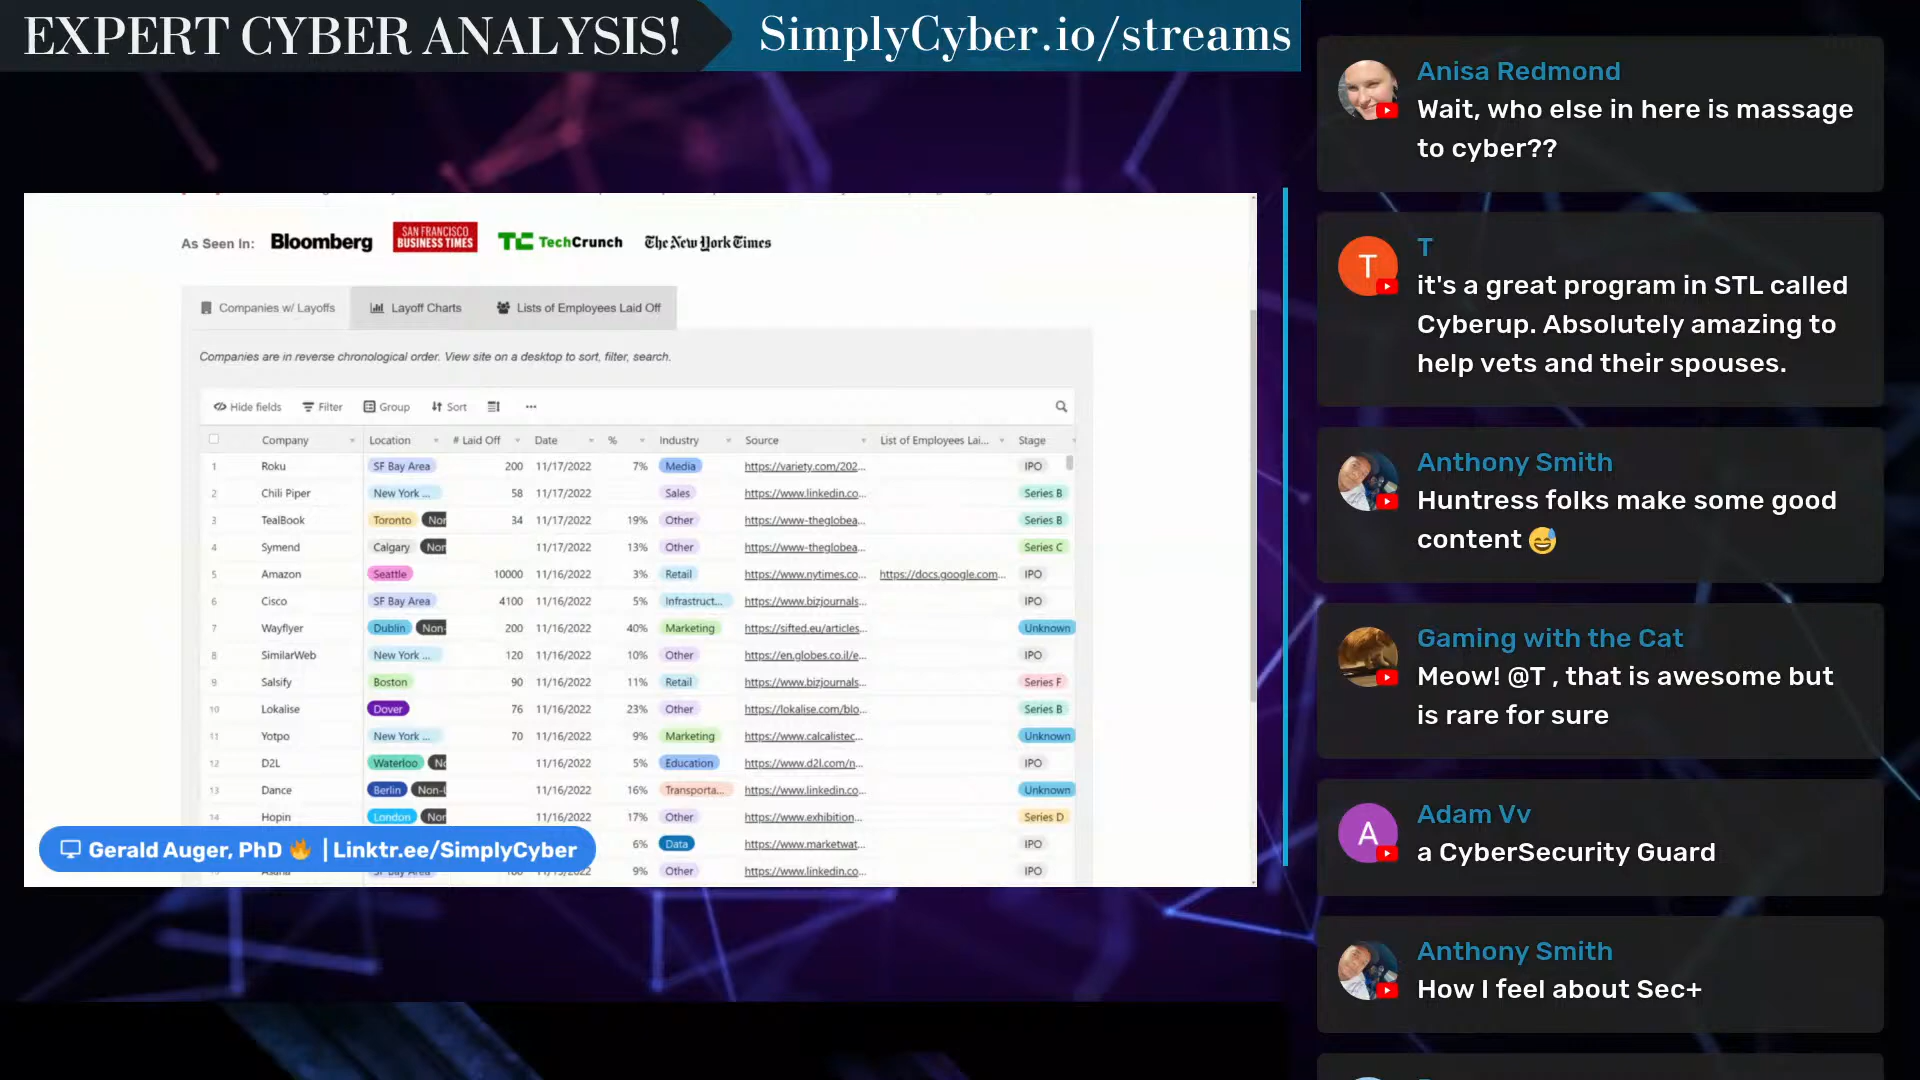 EXPERT CYBER ANALYSIS!
SimplyCyber.io/streams
As Seen In: Bloomberg SAN FRANCISCO BUSINESS TIMES TechCrunch The New York Times
Companies w/ Layoffs Layoff Charts Lists of Employees Laid Off
Companies are in reverse chronological order. View site on a desktop to sort, filter, search.
Hide fields Filter Group Sort ...
Company Location # Laid Off Date % Industry Source List of Employees Lai... Stage
1 Roku SF Bay Area 200 11/17/2022 7% Media https://variety.com/202... IPO
2 Chili Piper New York ... 58 11/17/2022 Sales https://www.linkedin.co... Series B
3 TealBook Toronto Nor 34 11/17/2022 19% Other https://www-theglobea... Series B
4 Symend Calgary Nor 11/17/2022 13% Other https://www-theglobea... Series C
5 Amazon Seattle 10000 11/16/2022 3% Retail https://www.nytimes.co... https://docs.google.com... IPO
6 Cisco SF Bay Area 4100 11/16/2022 5% Infrastruct... https://www.bizjournals... IPO
7 Wayflyer Dublin Non- 200 11/16/2022 40% Marketing https://sifted.eu/articles... Unknown
8 SimilarWeb New York ... 120 11/16/2022 10% Other https://en.globes.co.il/e... IPO
9 Salsify Boston 90 11/16/2022 11% Retail https://www.bizjournals... Series F
10 Lokalise Dover 76 11/16/2022 23% Other https://lokalise.com/blo... Series B
11 Yotpo New York ... 70 11/16/2022 9% Marketing https://www.calcalistec... Unknown
12 D2L Waterloo No 11/16/2022 5% Education https://www.d2l.com/n... IPO
13 Dance Berlin Non-U 11/16/2022 16% Transporta... https://www.linkedin.co... Unknown
14 Hopin London Nor 11/16/2022 17% Other https://www.exhibition... Series D
6% Data https://www.marketwat... IPO
9% Other https://www.linkedin.co... IPO
Gerald Auger, PhD 🔥 | Linktr.ee/SimplyCyber
Anisa Redmond
Wait, who else in here is massage
to cyber??
T
T
it's a great program in STL called
Cyberup. Absolutely amazing to
help vets and their spouses.
Anthony Smith
Huntress folks make some good
content 😅
Gaming with the Cat
Meow! @T , that is awesome but
is rare for sure
A
Adam Vv
a CyberSecurity Guard
Anthony Smith
How I feel about Sec+